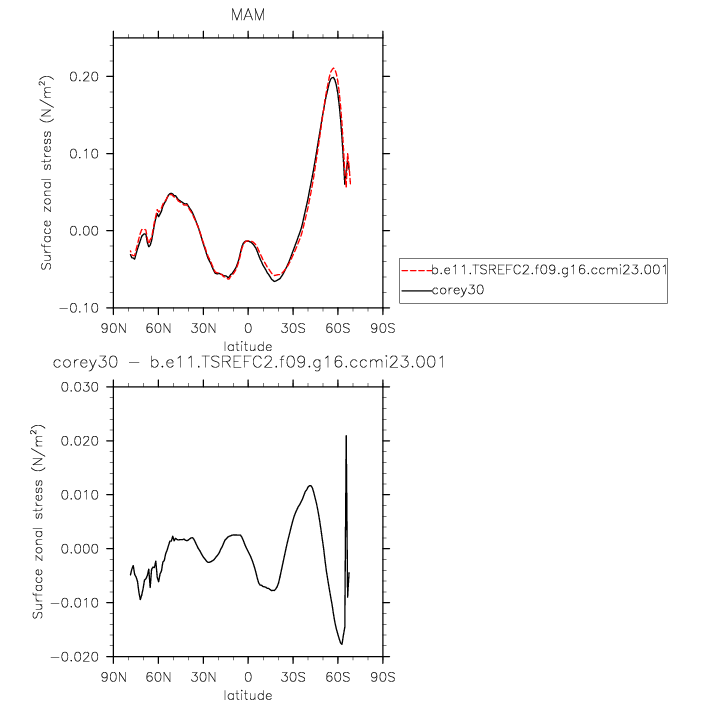 MAM
Surface zonal stress (N/m²)
0.20
0.10
0.00
−0.10
90N 60N 30N 0 30S 60S 90S
latitude
b.e11.TSREFC2.f09.g16.ccmi23.001
corey30
corey30 − b.e11.TSREFC2.f09.g16.ccmi23.001
Surface zonal stress (N/m²)
0.030
0.020
0.010
0.000
−0.010
−0.020
90N 60N 30N 0 30S 60S 90S
latitude